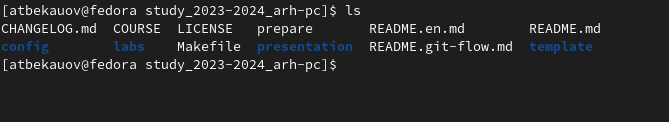 [atbekauov@fedora study_2023-2024_arh-pc]$ ls
CHANGELOG.md  COURSE  LICENSE   prepare       README.en.md        README.md
config        labs    Makefile  presentation  README.git-flow.md  template
[atbekauov@fedora study_2023-2024_arh-pc]$